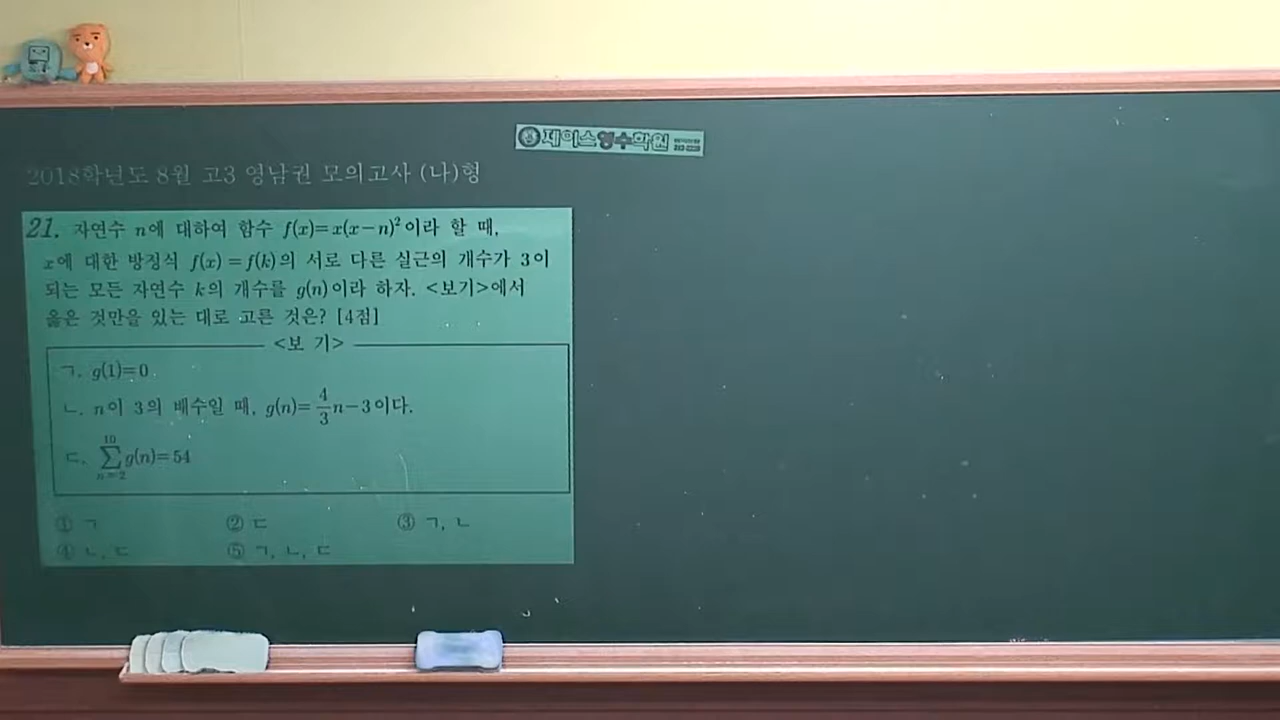 제이스영수학원
2018학년도 8월 고3 영남권 모의고사 (나)형
21. 자연수 n에 대하여 함수 f(x)=x(x-n)²이라 할 때,
x에 대한 방정식 f(x)=f(k)의 서로 다른 실근의 개수가 3이
되는 모든 자연수 k의 개수를 g(n)이라 하자. <보기>에서
옳은 것만을 있는 대로 고른 것은? [4점]
<보 기>
ㄱ. g(1)=0
ㄴ. n이 3의 배수일 때, g(n)=4/3n-3이다.
ㄷ. ∑_{n=2}^{10} g(n)=54
① ㄱ ② ㄷ ③ ㄱ, ㄴ
④ ㄴ, ㄷ ⑤ ㄱ, ㄴ, ㄷ